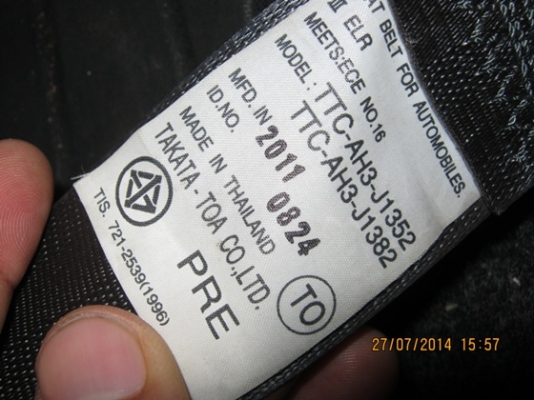 AT BELT FOR AUTOMOBILES.
III ELR
MEETS:ECE NO.16
MODEL: TTC-AH3-J1352
TTC-AH3-J1382
MFD. IN 2011
ID.NO. 0824
MADE IN THAILAND
TAKATA-TOA CO.,LTD.
TIS. 721-2539(1996)
PRE
TO
27/07/2014 15:57